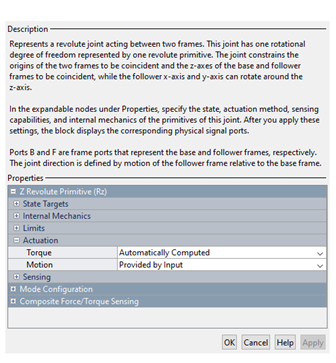 Description
Represents a revolute joint acting between two frames. This joint has one rotational
degree of freedom represented by one revolute primitive. The joint constrains the
origins of the two frames to be coincident and the z-axes of the base and follower
frames to be coincident, while the follower x-axis and y-axis can rotate around the
z-axis.
In the expandable nodes under Properties, specify the state, actuation method, sensing
capabilities, and internal mechanics of the primitives of this joint. After you apply these
settings, the block displays the corresponding physical signal ports.
Ports B and F are frame ports that represent the base and follower frames, respectively.
The joint direction is defined by motion of the follower frame relative to the base frame.
Properties
Z Revolute Primitive (Rz)
State Targets
Internal Mechanics
Limits
Actuation
Torque Automatically Computed
Motion Provided by Input
Sensing
Mode Configuration
Composite Force/Torque Sensing
OK Cancel Help Apply